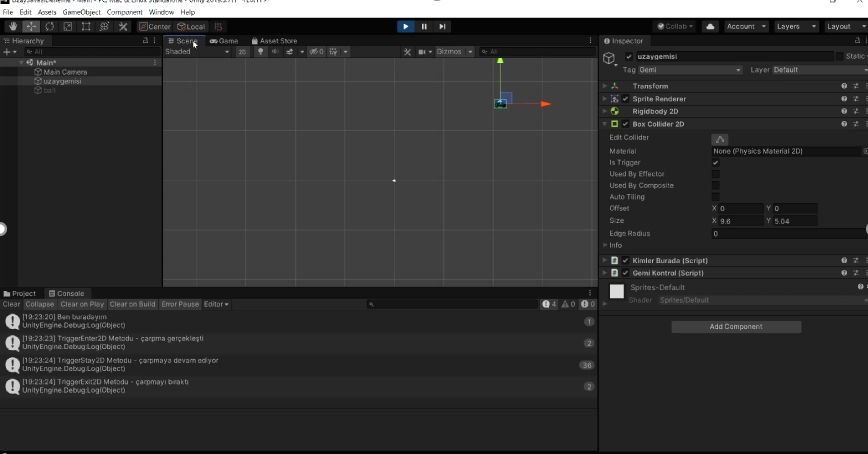 File Edit Assets GameObject Component Window Help
Center Local Collab Account Layers Layout
Hierarchy
All
Main*
Main Camera
uzaygemisi
Scene Game Asset Store
Shaded 2D 0 Gizmos All
Inspector
uzaygemisi Static
Tag Gemi Layer Default
Transform
Sprite Renderer
Rigidbody 2D
Box Collider 2D
Edit Collider
Material None (Physics Material 2D)
Is Trigger
Used By Effector
Used By Composite
Auto Tiling
Offset X 0 Y 0
Size X 9.6 Y 5.04
Edge Radius 0
Info
Kimler Burada (Script)
Gemi Kontrol (Script)
Sprites-Default
Shader Sprites/Default
Add Component
Project Console
Clear Collapse Clear on Play Clear on Build Error Pause Editor 4 0 0
[19:23:20] Ben buradayım 1
UnityEngine.Debug:Log(Object)
[19:23:23] TriggerEnter2D Metodu - çarpma gerçekleşti 2
UnityEngine.Debug:Log(Object)
[19:23:24] TriggerStay2D Metodu - çarpmaya devam ediyor 36
UnityEngine.Debug:Log(Object)
[19:23:24] TriggerExit2D Metodu - çarpmayı bıraktı 2
UnityEngine.Debug:Log(Object)